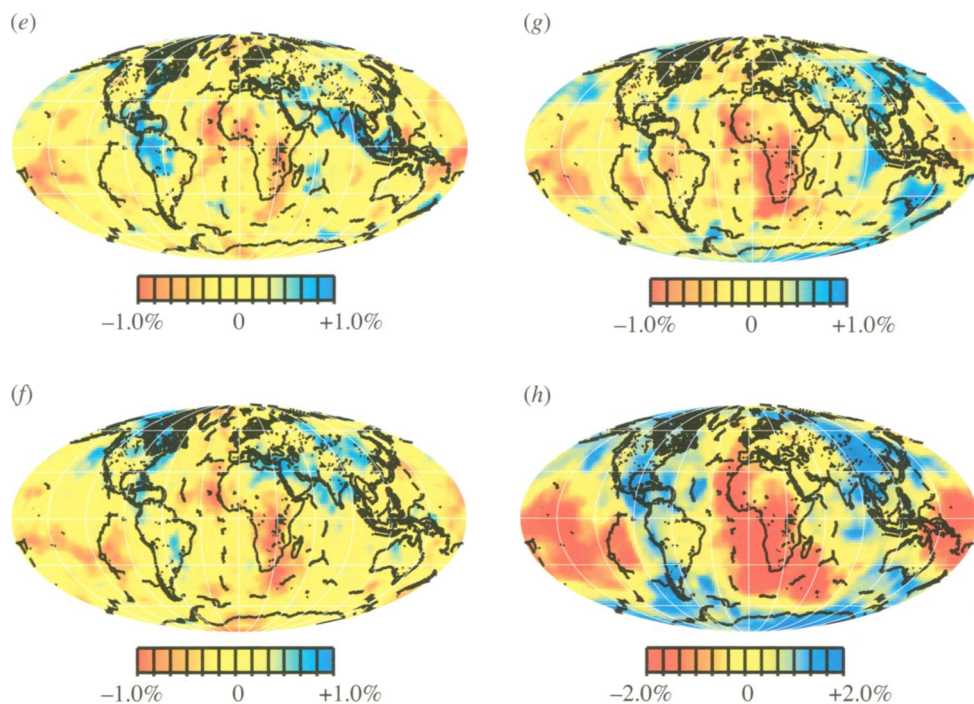 (e)
(g)
–1.0% 0 +1.0%
–1.0% 0 +1.0%
(f)
(h)
–1.0% 0 +1.0%
–2.0% 0 +2.0%